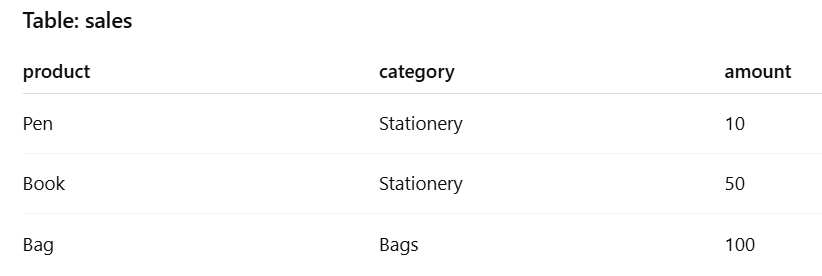 Table: sales
product category amount
Pen Stationery 10
Book Stationery 50
Bag Bags 100